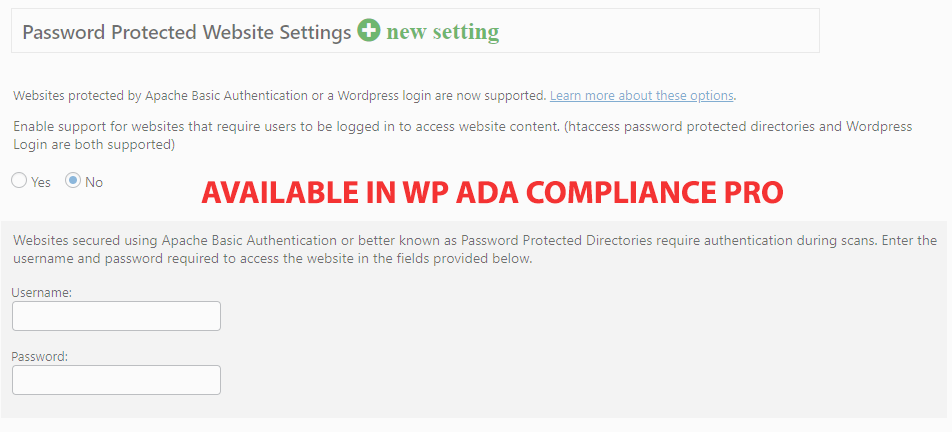 Password Protected Website Settings new setting
Websites protected by Apache Basic Authentication or a Wordpress login are now supported. Learn more about these options.
Enable support for websites that require users to be logged in to access website content. (htaccess password protected directories and Wordpress
Login are both supported)
Yes No
AVAILABLE IN WP ADA COMPLIANCE PRO
Websites secured using Apache Basic Authentication or better known as Password Protected Directories require authentication during scans. Enter the
username and password required to access the website in the fields provided below.
Username:
Password: